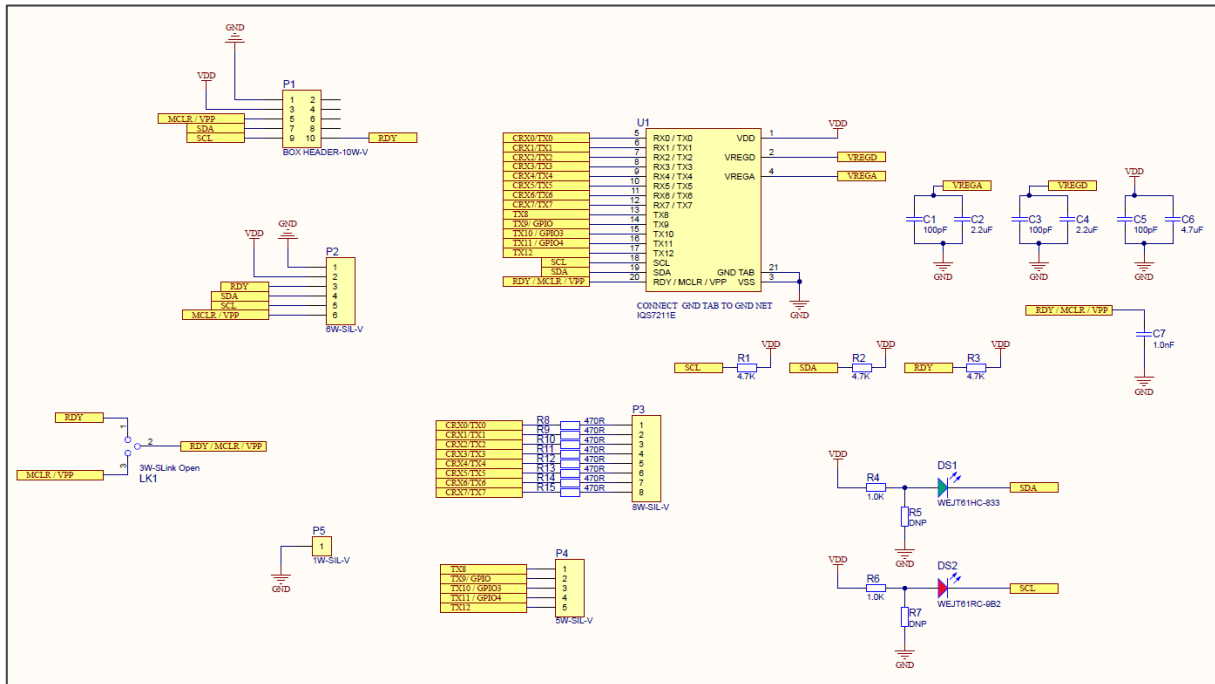 GND
VDD
P1
1 2
3 4
MCLR / VPP 5 6
SDA 7 8
SCL 9 10 RDY
BOX HEADER-10W-V
GND
VDD
P2
1
2
RDY 3
SDA 4
SCL 5
MCLR / VPP 6
6W-SIL-V
U1
VDD
CRX0/TX0 5 RX0 / TX0 VDD 1
CRX1/TX1 6 RX1 / TX1
CRX2/TX2 7 RX2 / TX2 VREGD 2 VREGD
CRX3/TX3 8 RX3 / TX3
CRX4/TX4 9 RX4 / TX4 VREGA 4 VREGA
CRX5/TX5 10 RX5 / TX5
CRX6/TX6 11 RX6 / TX6
CRX7/TX7 12 RX7 / TX7
TX8 13 TX8
TX9/ GPIO 14 TX9
TX10 / GPIO3 15 TX10
TX11 / GPIO4 16 TX11
TX12 17 TX12
SCL 18 SCL
SDA 19 SDA GND TAB 21
RDY / MCLR / VPP 20 RDY / MCLR / VPP VSS 3
GND
CONNECT GND TAB TO GND NET
IQS7211E
VREGA
C1 C2
100pF 2.2uF
GND
VREGD
C3 C4
100pF 2.2uF
GND
VDD
C5 C6
100pF 4.7uF
GND
RDY / MCLR / VPP
C7
1.0nF
GND
VDD
SCL R1
4.7K
VDD
SDA R2
4.7K
VDD
RDY R3
4.7K
RDY 1
2 RDY / MCLR / VPP
MCLR / VPP 3
3W-SLink Open
LK1
P3
CRX0/TX0 R8 470R 1
CRX1/TX1 R9 470R 2
CRX2/TX2 R10 470R 3
CRX3/TX3 R11 470R 4
CRX4/TX4 R12 470R 5
CRX5/TX5 R13 470R 6
CRX6/TX6 R14 470R 7
CRX7/TX7 R15 470R 8
8W-SIL-V
P5
1
1W-SIL-V
GND
P4
TX8 1
TX9/ GPIO 2
TX10 / GPIO3 3
TX11 / GPIO4 4
TX12 5
5W-SIL-V
VDD
DS1
R4 SDA
1.0K WEJT61HC-833
R5
DNP
GND
VDD
DS2
R6 SCL
1.0K WEJT61RC-9B2
R7
DNP
GND